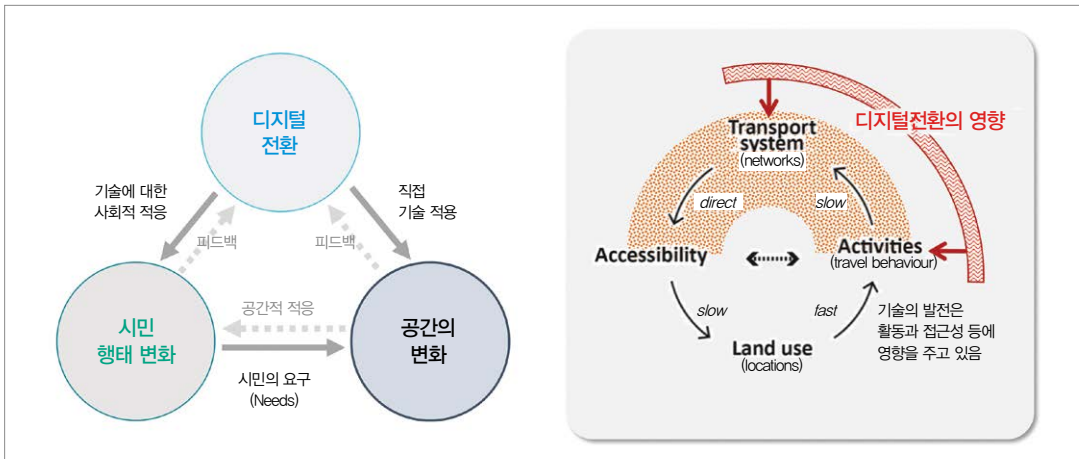 디지털
전환
기술에 대한
사회적 적응
직접
기술 적용
피드백
피드백
시민
행태 변화
공간적 적응
공간의
변화
시민의 요구
(Needs)
디지털전환의 영향
Transport
system
(networks)
direct
slow
Accessibility
Activities
(travel behaviour)
slow
fast
기술의 발전은
활동과 접근성 등에
영향을 주고 있음
Land use
(locations)